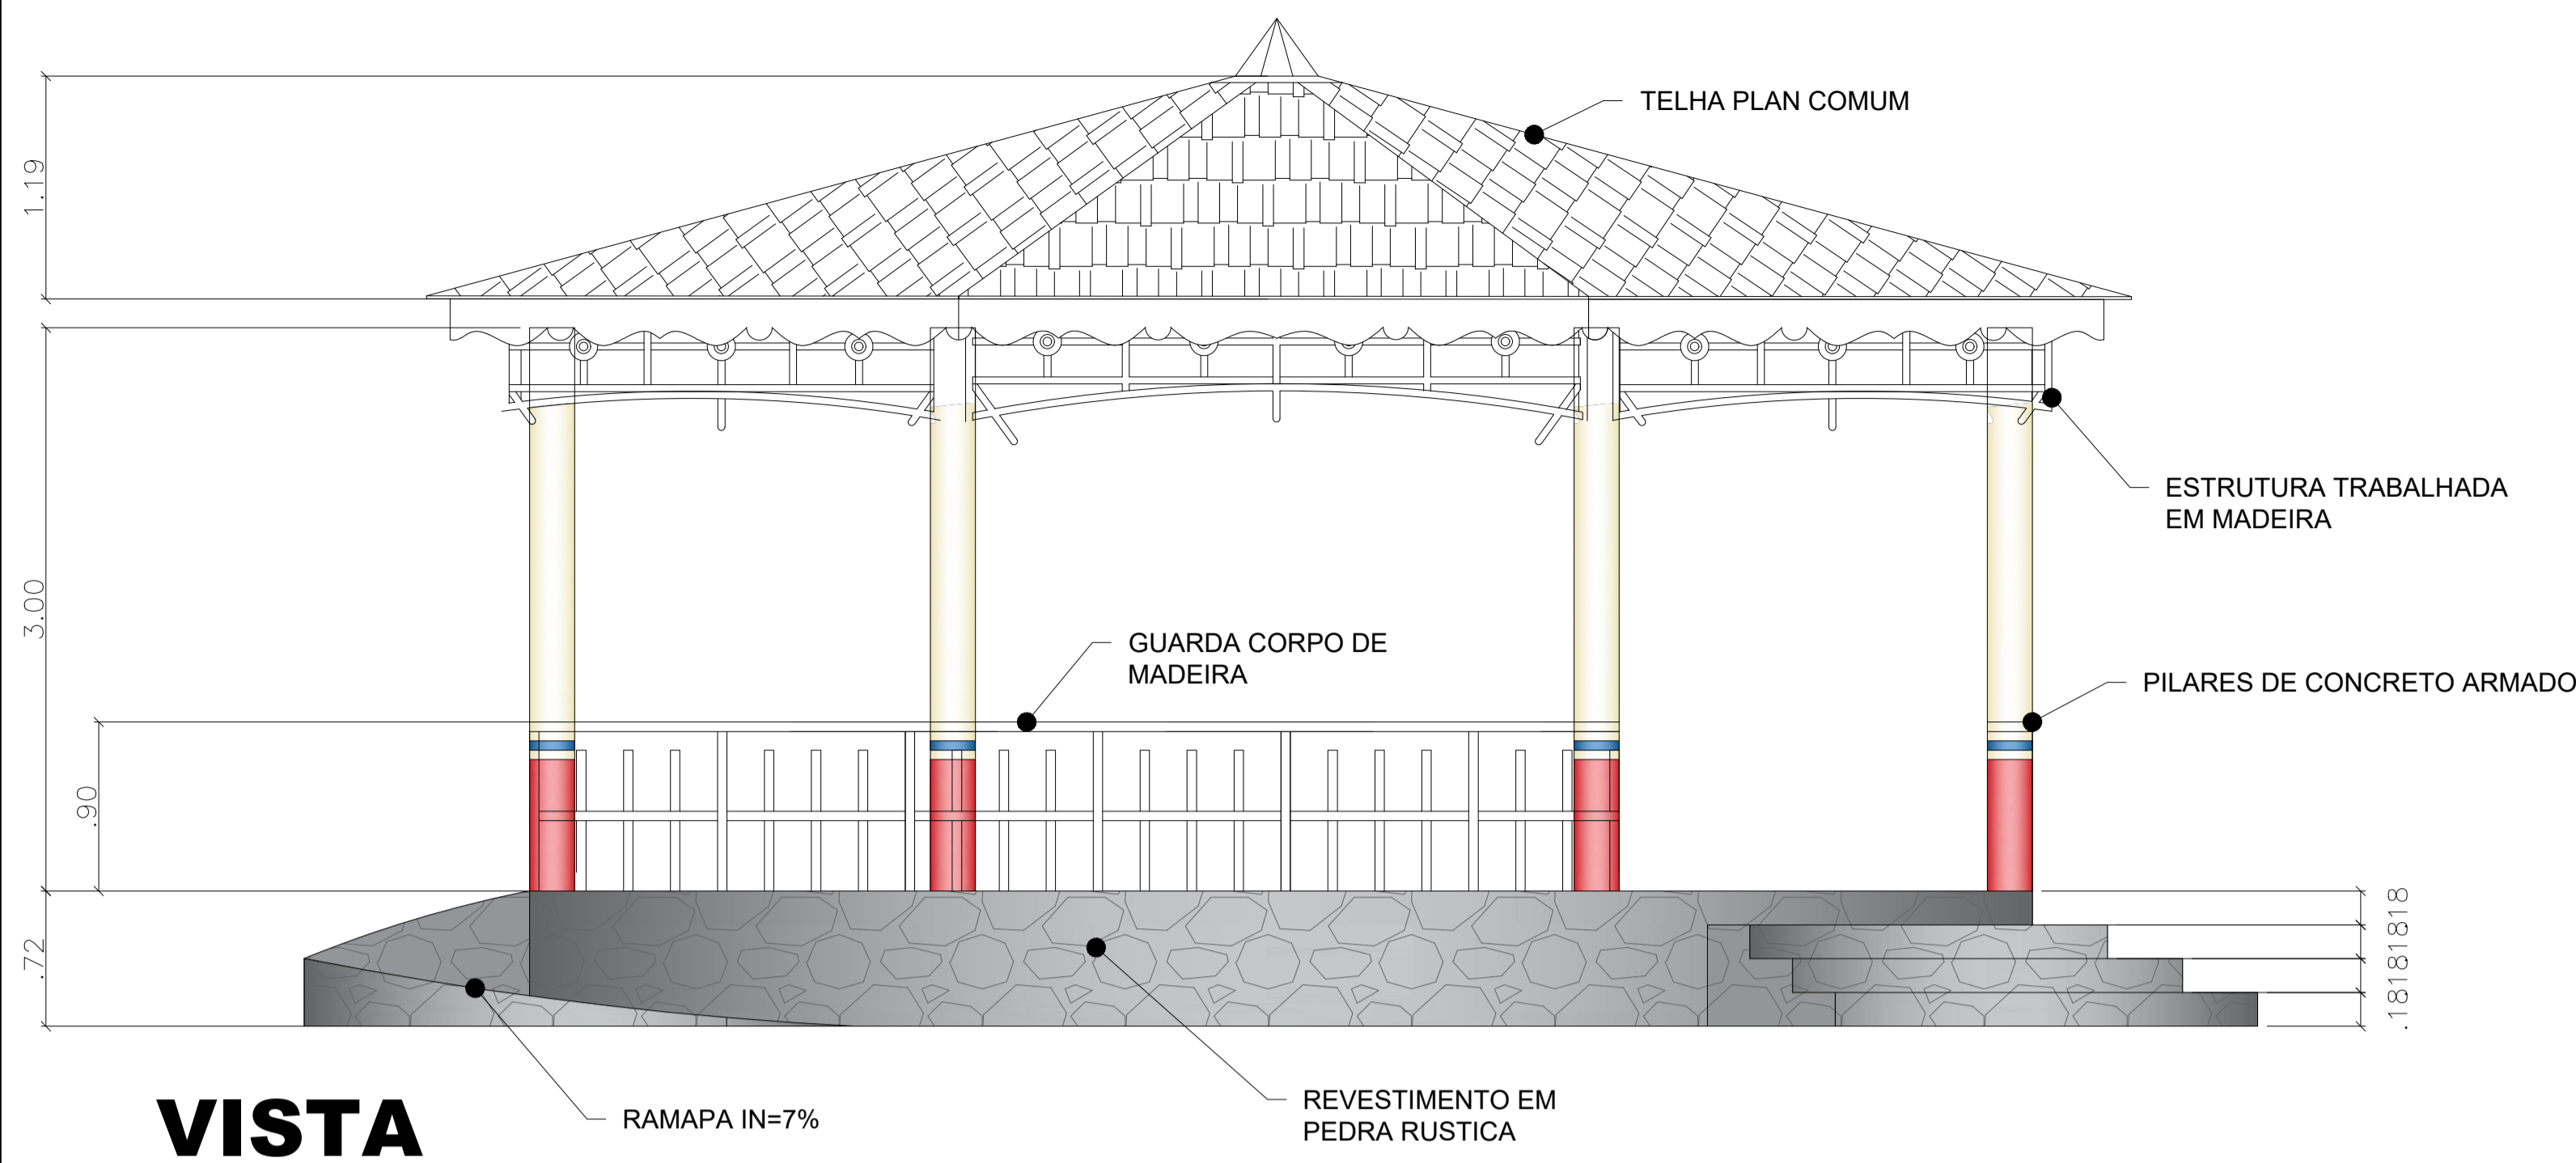 TELHA PLAN COMUM
1.19
ESTRUTURA TRABALHADA
EM MADEIRA
3.00
GUARDA CORPO DE
MADEIRA
PILARES DE CONCRETO ARMADO
.90
.72
.18
.18
.18
.18
REVESTIMENTO EM
PEDRA RUSTICA
RAMAPA IN=7%
VISTA